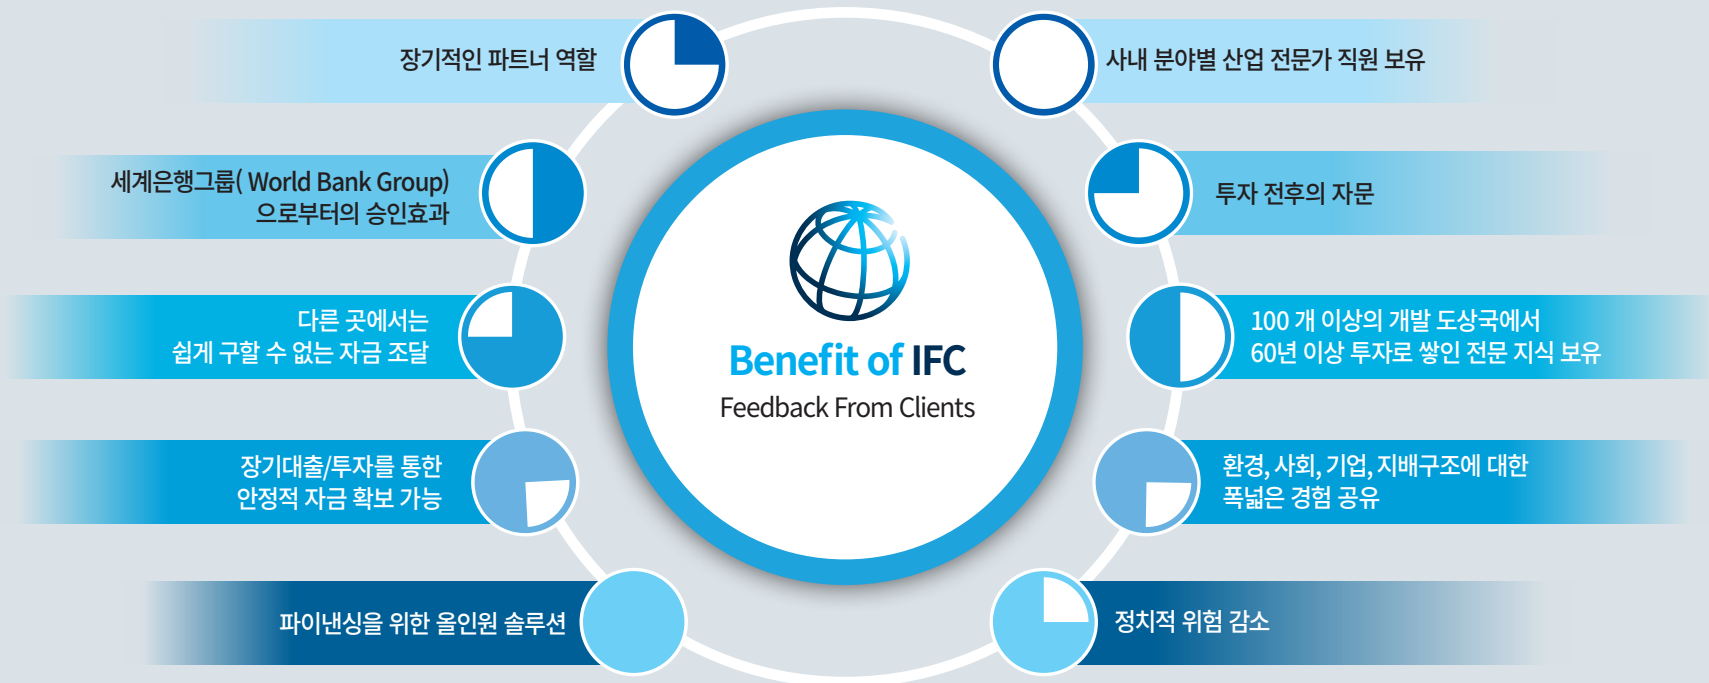 장기적인 파트너 역할
세계은행그룹( World Bank Group)
으로부터의 승인효과
다른 곳에서는
쉽게 구할 수 없는 자금 조달
장기대출/투자를 통한
안정적 자금 확보 가능
파이낸싱을 위한 올인원 솔루션
Benefit of IFC
Feedback From Clients
사내 분야별 산업 전문가 직원 보유
투자 전후의 자문
100 개 이상의 개발 도상국에서
60년 이상 투자로 쌓인 전문 지식 보유
환경, 사회, 기업, 지배구조에 대한
폭넓은 경험 공유
정치적 위험 감소